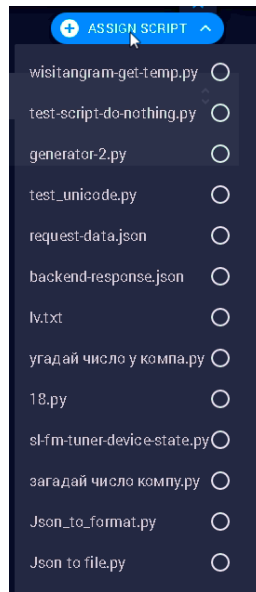 ASSIGN SCRIPT
wisitangram-get-temp.py
test-script-do-nothing.py
generator-2.py
test_unicode.py
request-data.json
backend-response.json
lv.txt
угадай число у компа.py
18.py
sl-fm-tuner-device-state.py
загадай число компу.py
Json_to_format.py
Json to file.py